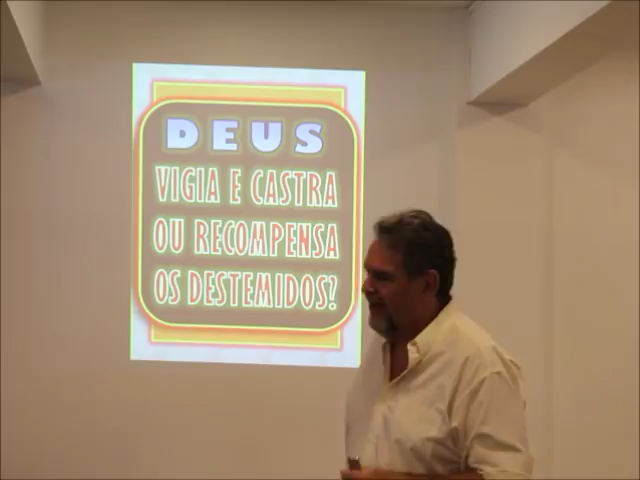 DEUS
VIGIA E CASTRA
OU RECOMPENSA
OS DESTEMIDOS?